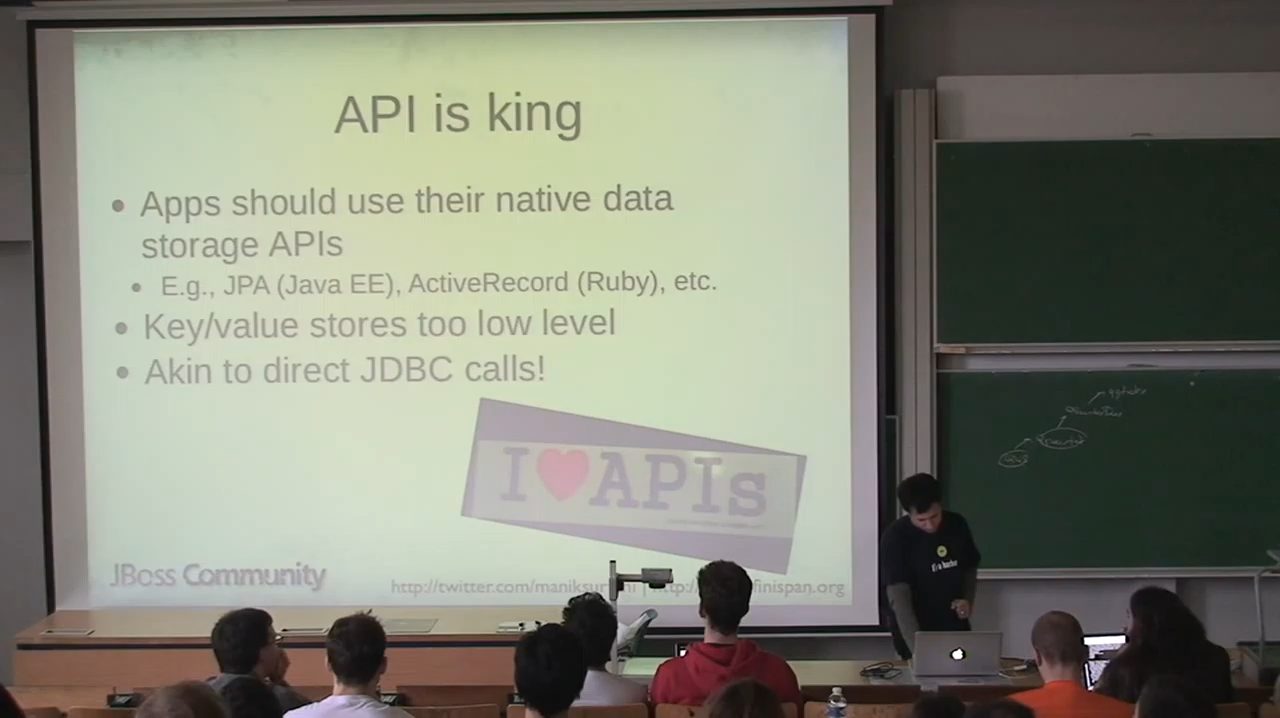 API is king
• Apps should use their native data
storage APIs
• E.g., JPA (Java EE), ActiveRecord (Ruby), etc.
• Key/value stores too low level
• Akin to direct JDBC calls!
I ❤ APIs
JBoss Community
http://twitter.com/maniksur | finispan.org